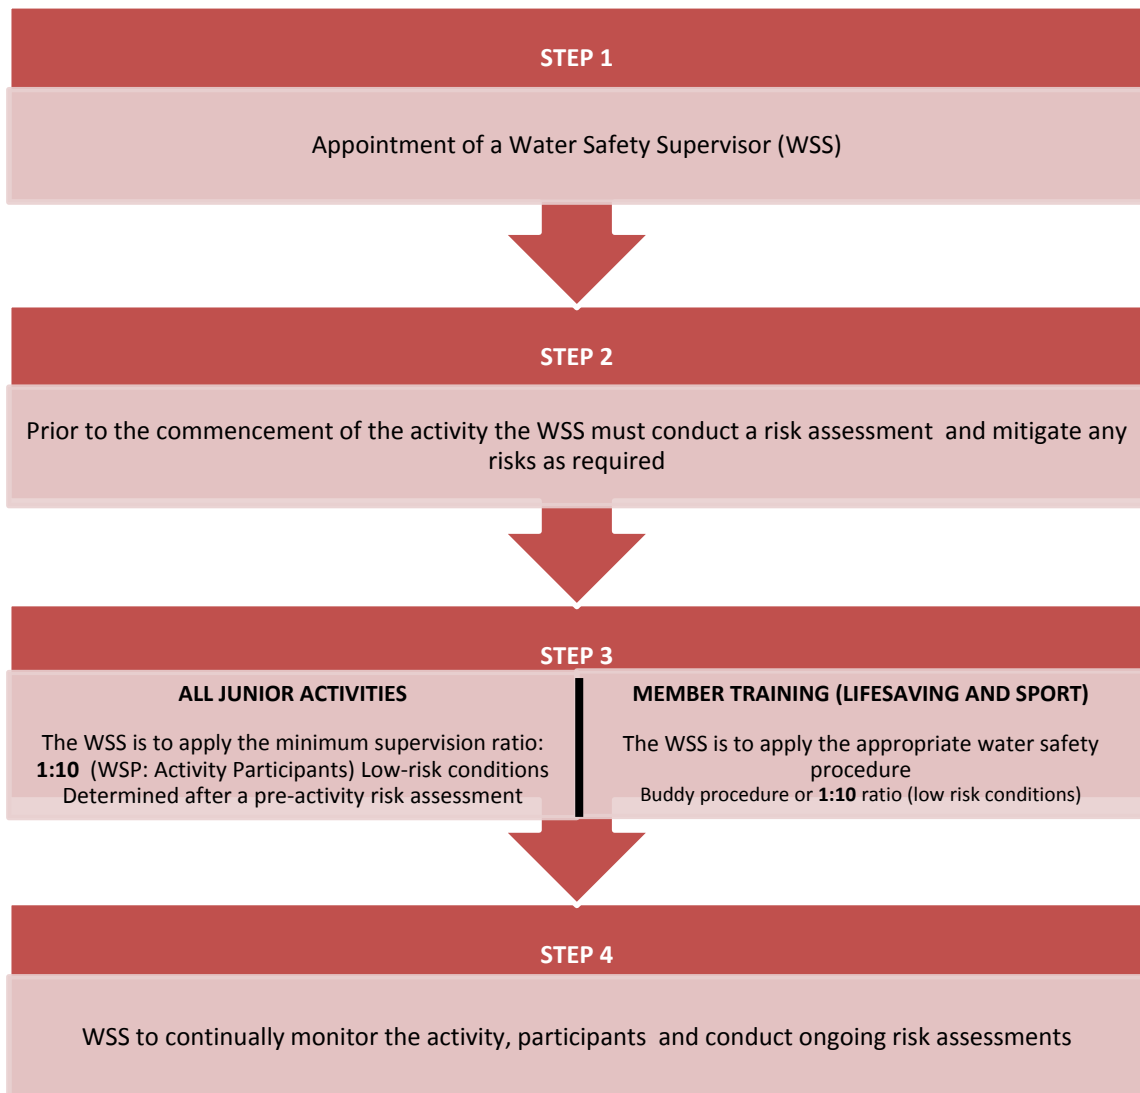 STEP 1
Appointment of a Water Safety Supervisor (WSS)
STEP 2
Prior to the commencement of the activity the WSS must conduct a risk assessment  and mitigate any
risks as required
STEP 3
ALL JUNIOR ACTIVITIES
The WSS is to apply the minimum supervision ratio:
1:10  (WSP: Activity Participants) Low-risk conditions
Determined after a pre-activity risk assessment
MEMBER TRAINING (LIFESAVING AND SPORT)
The WSS is to apply the appropriate water safety
procedure
Buddy procedure or 1:10 ratio (low risk conditions)
STEP 4
WSS to continually monitor the activity, participants  and conduct ongoing risk assessments